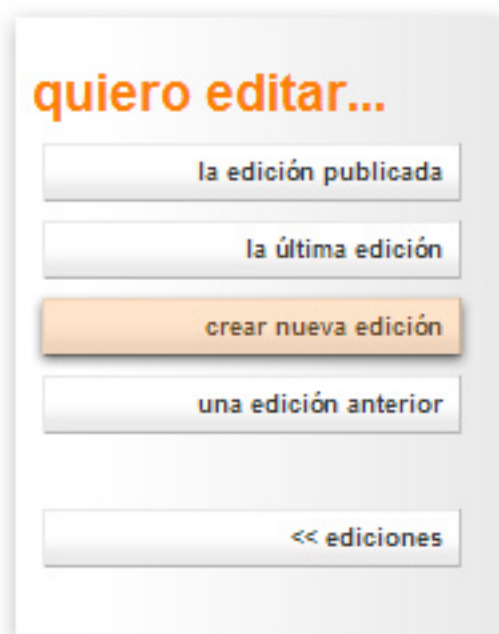 quiero editar...
la edición publicada
la última edición
crear nueva edición
una edición anterior
<< ediciones